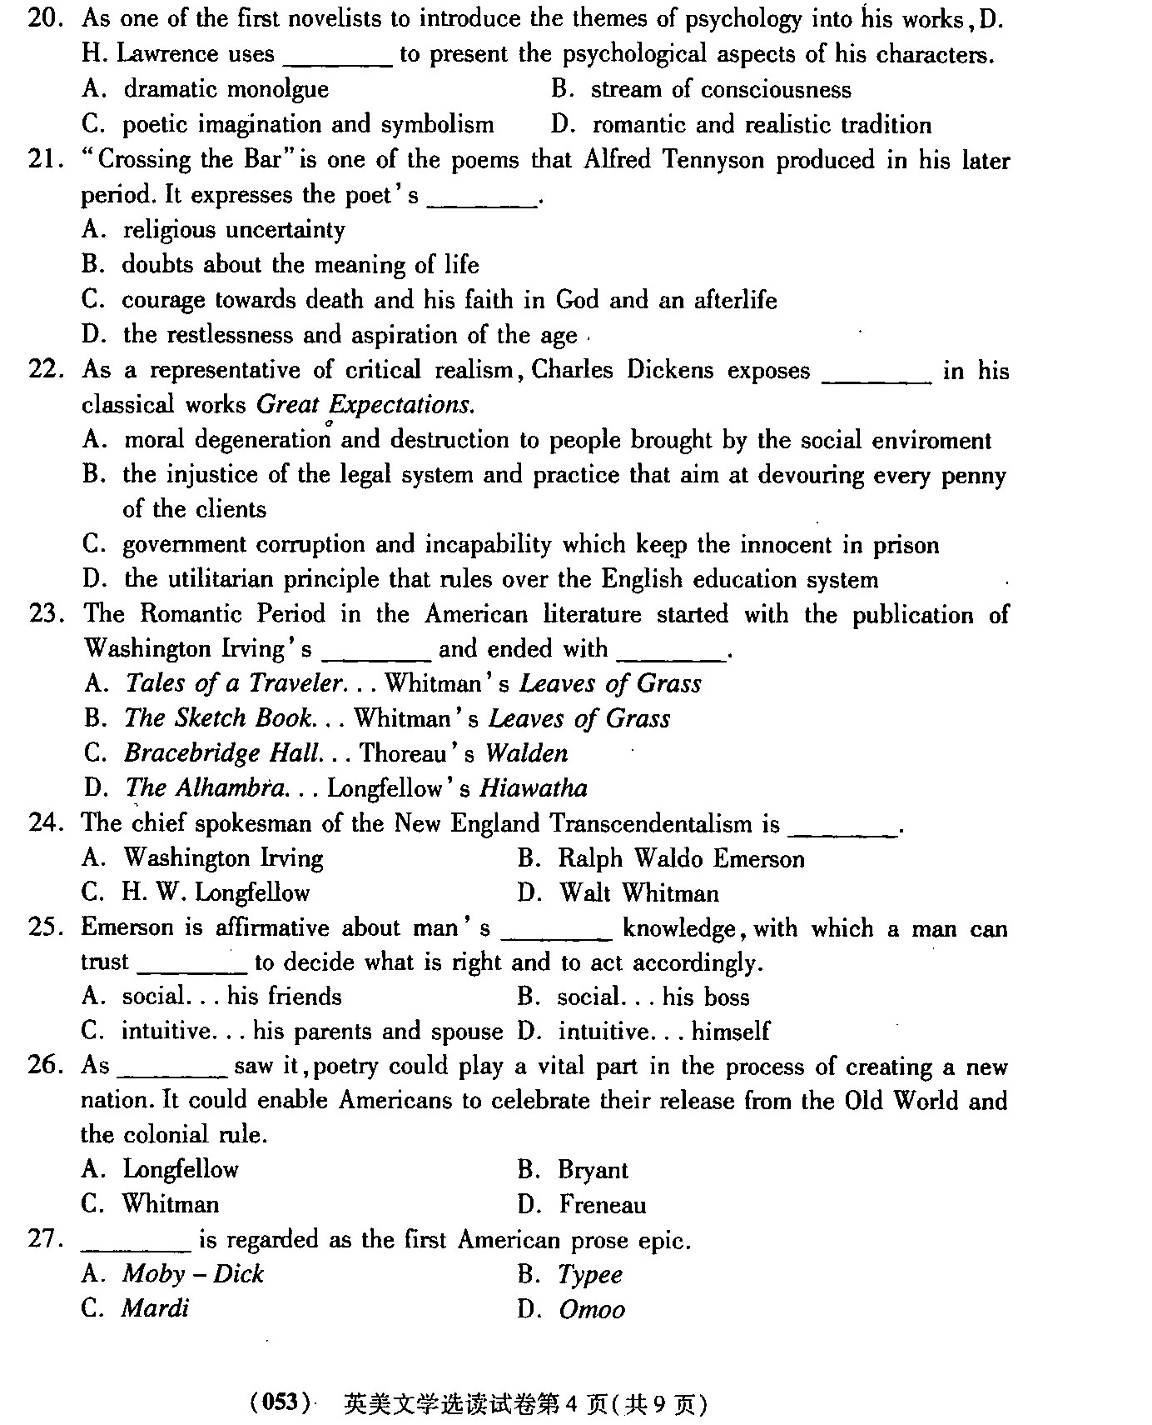 20. As one of the first novelists to introduce the themes of psychology into his works, D.
H. Lawrence uses ________ to present the psychological aspects of his characters.
A. dramatic monolgue B. stream of consciousness
C. poetic imagination and symbolism D. romantic and realistic tradition
21. “Crossing the Bar” is one of the poems that Alfred Tennyson produced in his later
period. It expresses the poet’s ________.
A. religious uncertainty
B. doubts about the meaning of life
C. courage towards death and his faith in God and an afterlife
D. the restlessness and aspiration of the age
22. As a representative of critical realism, Charles Dickens exposes ________ in his
classical works Great Expectations.
A. moral degeneration and destruction to people brought by the social enviroment
B. the injustice of the legal system and practice that aim at devouring every penny
of the clients
C. government corruption and incapability which keep the innocent in prison
D. the utilitarian principle that rules over the English education system
23. The Romantic Period in the American literature started with the publication of
Washington Irving’s ________ and ended with ________.
A. Tales of a Traveler... Whitman’s Leaves of Grass
B. The Sketch Book... Whitman’s Leaves of Grass
C. Bracebridge Hall... Thoreau’s Walden
D. The Alhambra... Longfellow’s Hiawatha
24. The chief spokesman of the New England Transcendentalism is ________.
A. Washington Irving B. Ralph Waldo Emerson
C. H. W. Longfellow D. Walt Whitman
25. Emerson is affirmative about man’s ________ knowledge, with which a man can
trust ________ to decide what is right and to act accordingly.
A. social... his friends B. social... his boss
C. intuitive... his parents and spouse D. intuitive... himself
26. As ________ saw it, poetry could play a vital part in the process of creating a new
nation. It could enable Americans to celebrate their release from the Old World and
the colonial rule.
A. Longfellow B. Bryant
C. Whitman D. Freneau
27. ________ is regarded as the first American prose epic.
A. Moby-Dick B. Typee
C. Mardi D. Omoo
(053) 英美文学选读试卷第4页(共9页)